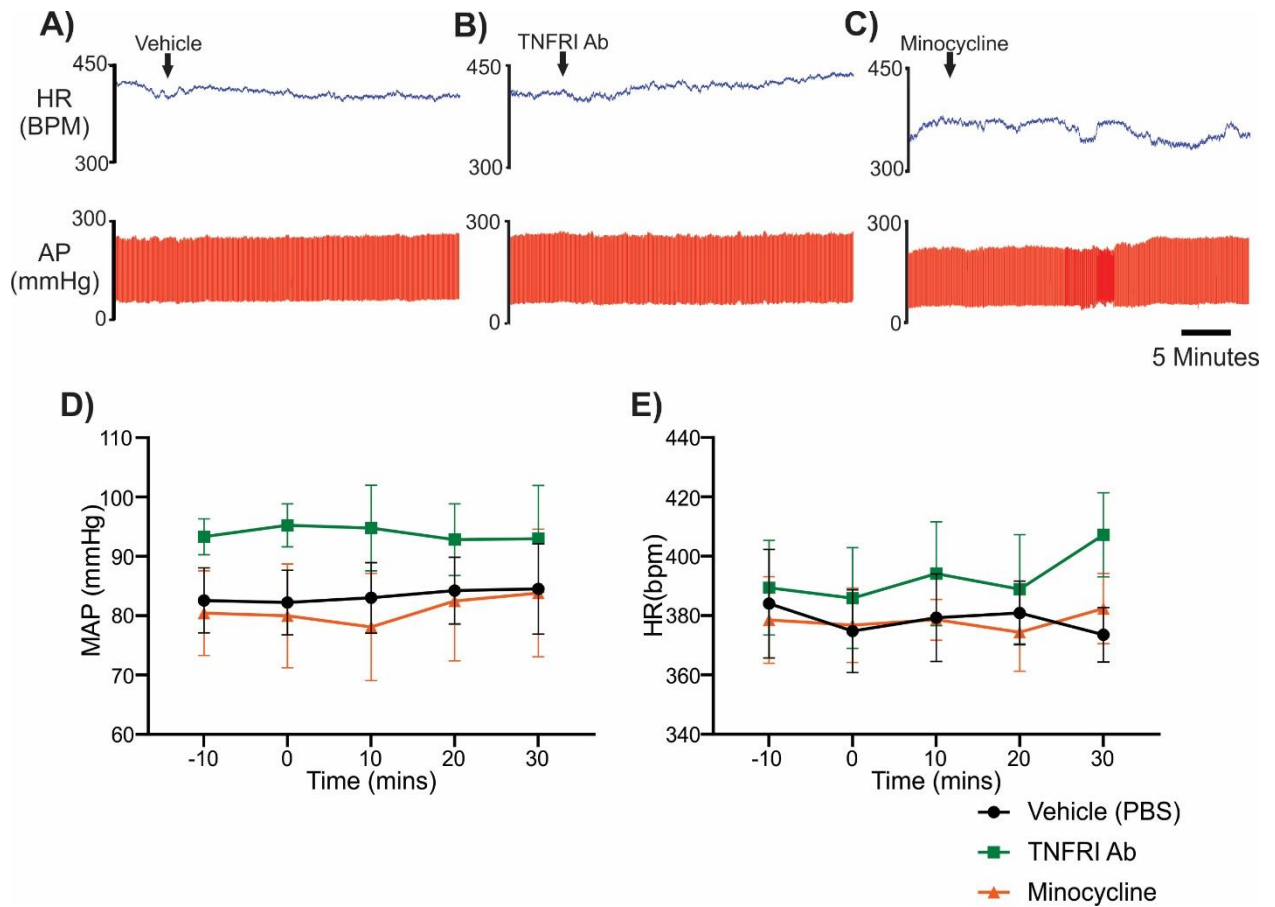 A)
Vehicle
450
HR
(BPM)
300
300
AP
(mmHg)
0
B)
TNFRI Ab
450
300
300
0
C)
Minocycline
450
300
300
0
5 Minutes
D)
110
100
90
80
70
60
MAP (mmHg)
-10 0 10 20 30
Time (mins)
E)
440
420
400
380
360
340
HR(bpm)
-10 0 10 20 30
Time (mins)
Vehicle (PBS)
TNFRI Ab
Minocycline